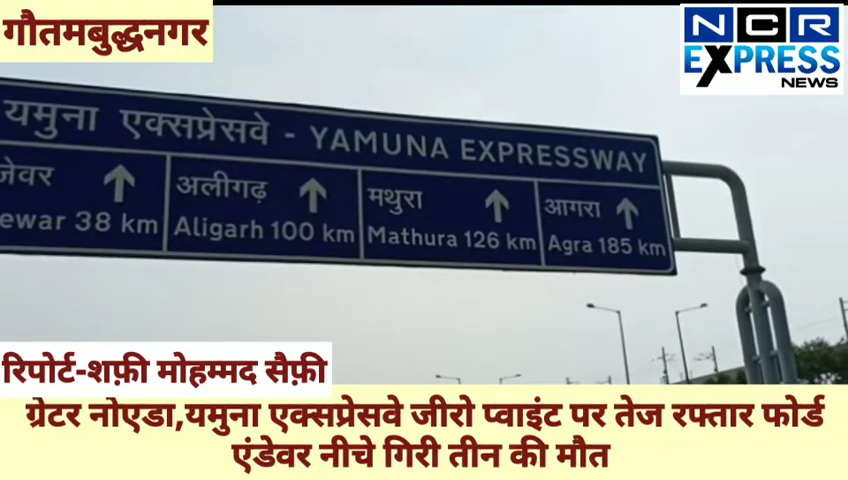 गौतमबुद्धनगर
NCR
EXPRESS
NEWS
यमुना एक्सप्रेसवे - YAMUNA EXPRESSWAY
जेवर
ewar 38 km
अलीगढ़
Aligarh 100 km
मथुरा
Mathura 126 km
आगरा
Agra 185 km
रिपोर्ट-शफ़ी मोहम्मद सैफ़ी
ग्रेटर नोएडा,यमुना एक्सप्रेसवे जीरो प्वाइंट पर तेज रफ्तार फोर्ड
एंडेवर नीचे गिरी तीन की मौत